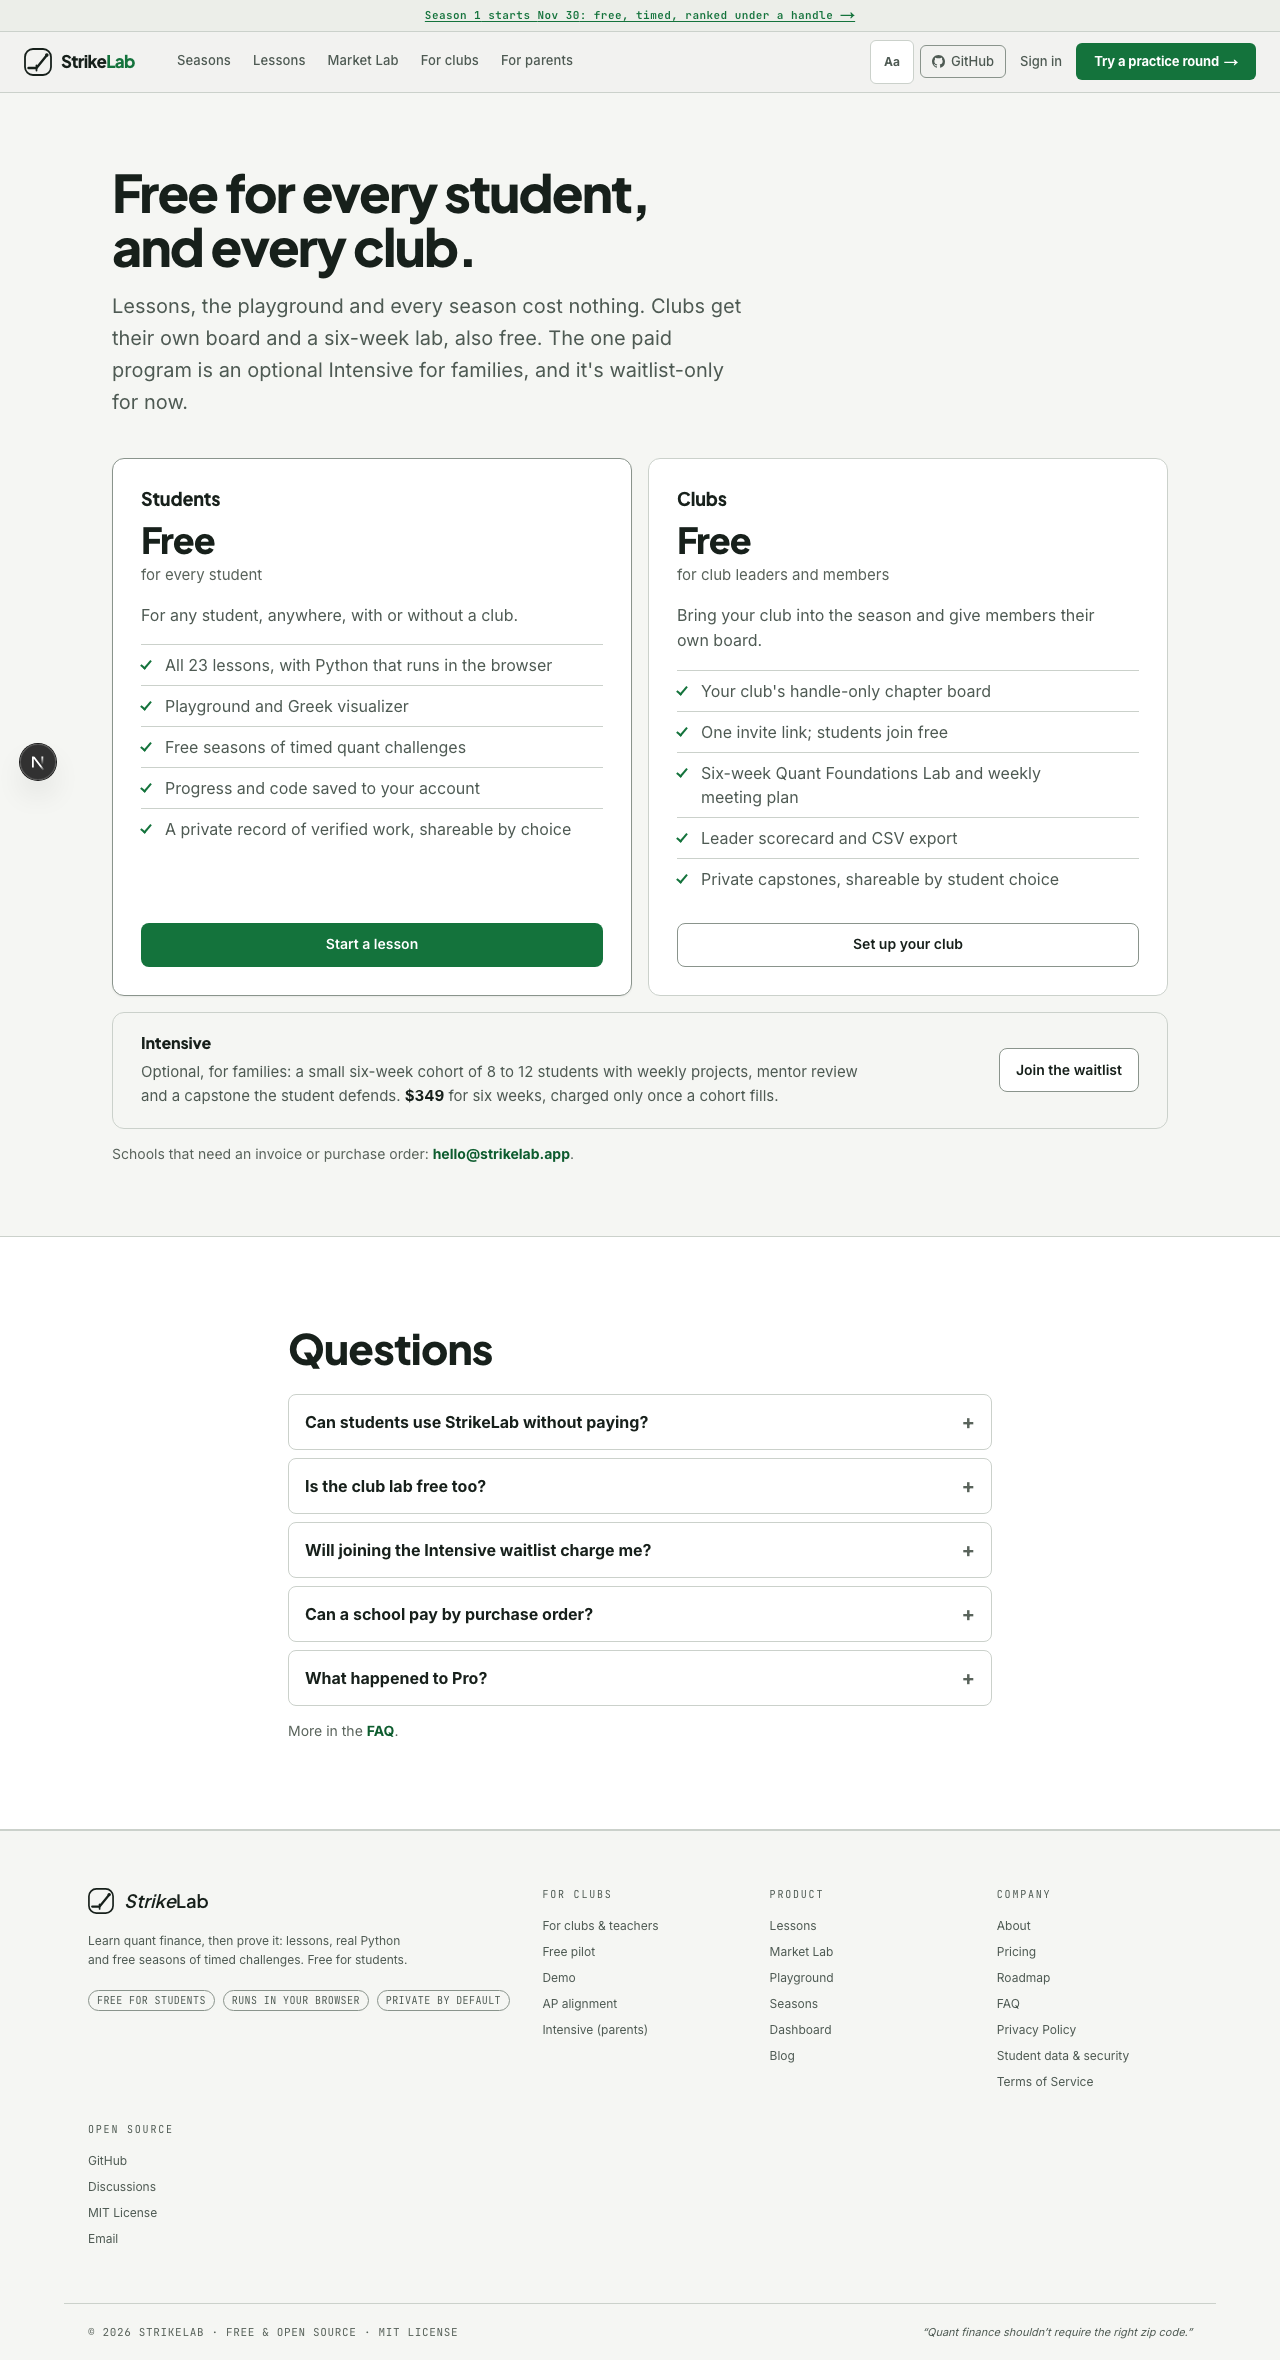 Season 1 starts Nov 30: free, timed, ranked under a handle →
StrikeLab
Seasons
Lessons
Market Lab
For clubs
For parents
Aa
GitHub
Sign in
Try a practice round →
Free for every student,
and every club.
Lessons, the playground and every season cost nothing. Clubs get
their own board and a six-week lab, also free. The one paid
program is an optional Intensive for families, and it's waitlist-only
for now.
Students
Free
for every student
For any student, anywhere, with or without a club.
All 23 lessons, with Python that runs in the browser
Playground and Greek visualizer
Free seasons of timed quant challenges
Progress and code saved to your account
A private record of verified work, shareable by choice
Start a lesson
Clubs
Free
for club leaders and members
Bring your club into the season and give members their
own board.
Your club's handle-only chapter board
One invite link; students join free
Six-week Quant Foundations Lab and weekly
meeting plan
Leader scorecard and CSV export
Private capstones, shareable by student choice
Set up your club
N
Intensive
Optional, for families: a small six-week cohort of 8 to 12 students with weekly projects, mentor review
and a capstone the student defends. $349 for six weeks, charged only once a cohort fills.
Join the waitlist
Schools that need an invoice or purchase order: hello@strikelab.app.
Questions
Can students use StrikeLab without paying?
Is the club lab free too?
Will joining the Intensive waitlist charge me?
Can a school pay by purchase order?
What happened to Pro?
More in the FAQ.
StrikeLab
Learn quant finance, then prove it: lessons, real Python
and free seasons of timed challenges. Free for students.
FREE FOR STUDENTS
RUNS IN YOUR BROWSER
PRIVATE BY DEFAULT
FOR CLUBS
For clubs & teachers
Free pilot
Demo
AP alignment
Intensive (parents)
PRODUCT
Lessons
Market Lab
Playground
Seasons
Dashboard
Blog
COMPANY
About
Pricing
Roadmap
FAQ
Privacy Policy
Student data & security
Terms of Service
OPEN SOURCE
GitHub
Discussions
MIT License
Email
© 2026 STRIKELAB · FREE & OPEN SOURCE · MIT LICENSE
“Quant finance shouldn’t require the right zip code.”